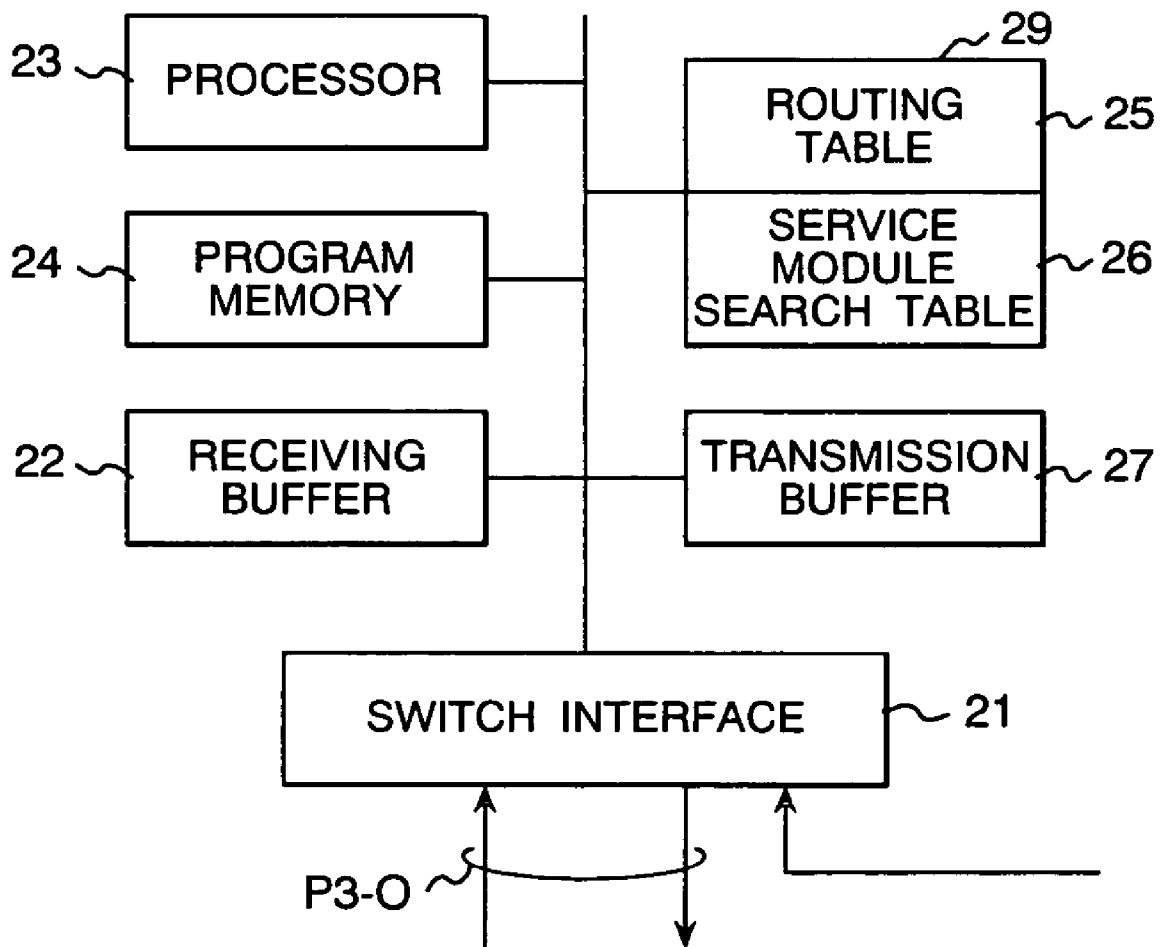 29
23
PROCESSOR
ROUTING
TABLE
25
24
PROGRAM
MEMORY
SERVICE
MODULE
SEARCH TABLE
26
22
RECEIVING
BUFFER
TRANSMISSION
BUFFER
27
SWITCH INTERFACE
21
P3-O